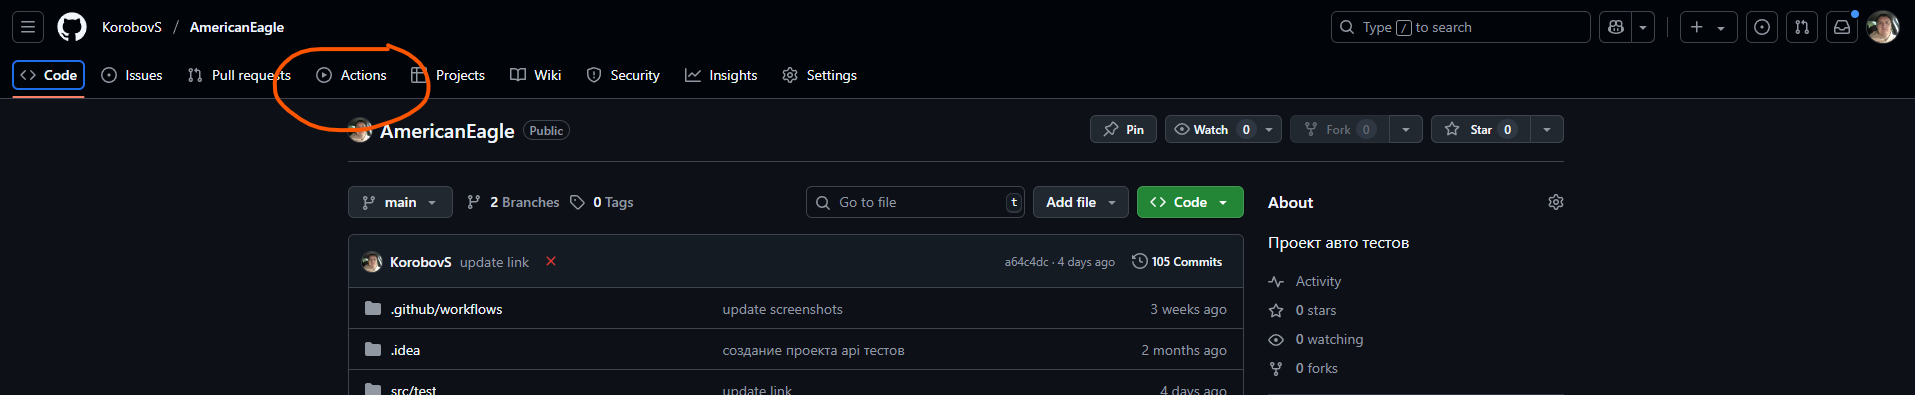 KorobovS / AmericanEagle Type / to search
Code Issues Pull requests Actions Projects Wiki Security Insights Settings
AmericanEagle Public Pin Watch 0 Fork 0 Star 0
main 2 Branches 0 Tags Go to file t Add file Code About
Проект авто тестов
KorobovS update link a64c4dc · 4 days ago 105 Commits
Activity
.github/workflows update screenshots 3 weeks ago
0 stars
0 watching
.idea создание проекта api тестов 2 months ago
0 forks
src/test update link 4 days ago